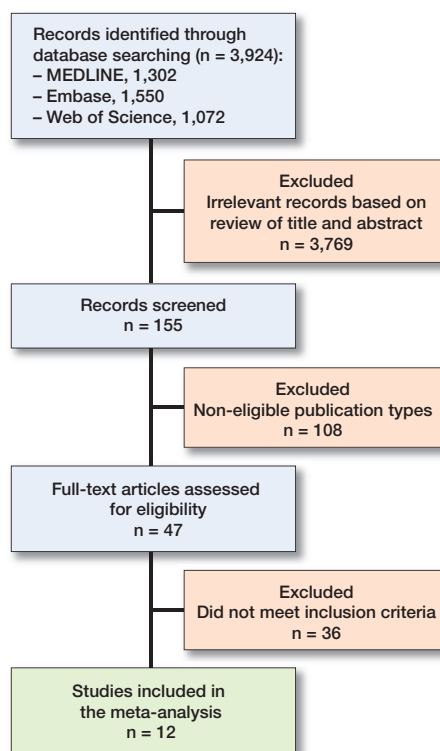 Records identified through
database searching (n = 3,924):
– MEDLINE, 1,302
– Embase, 1,550
– Web of Science, 1,072
Excluded
Irrelevant records based on
review of title and abstract
n = 3,769
Records screened
n = 155
Excluded
Non-eligible publication types
n = 108
Full-text articles assessed
for eligibility
n = 47
Excluded
Did not meet inclusion criteria
n = 36
Studies included in
the meta-analysis
n = 12